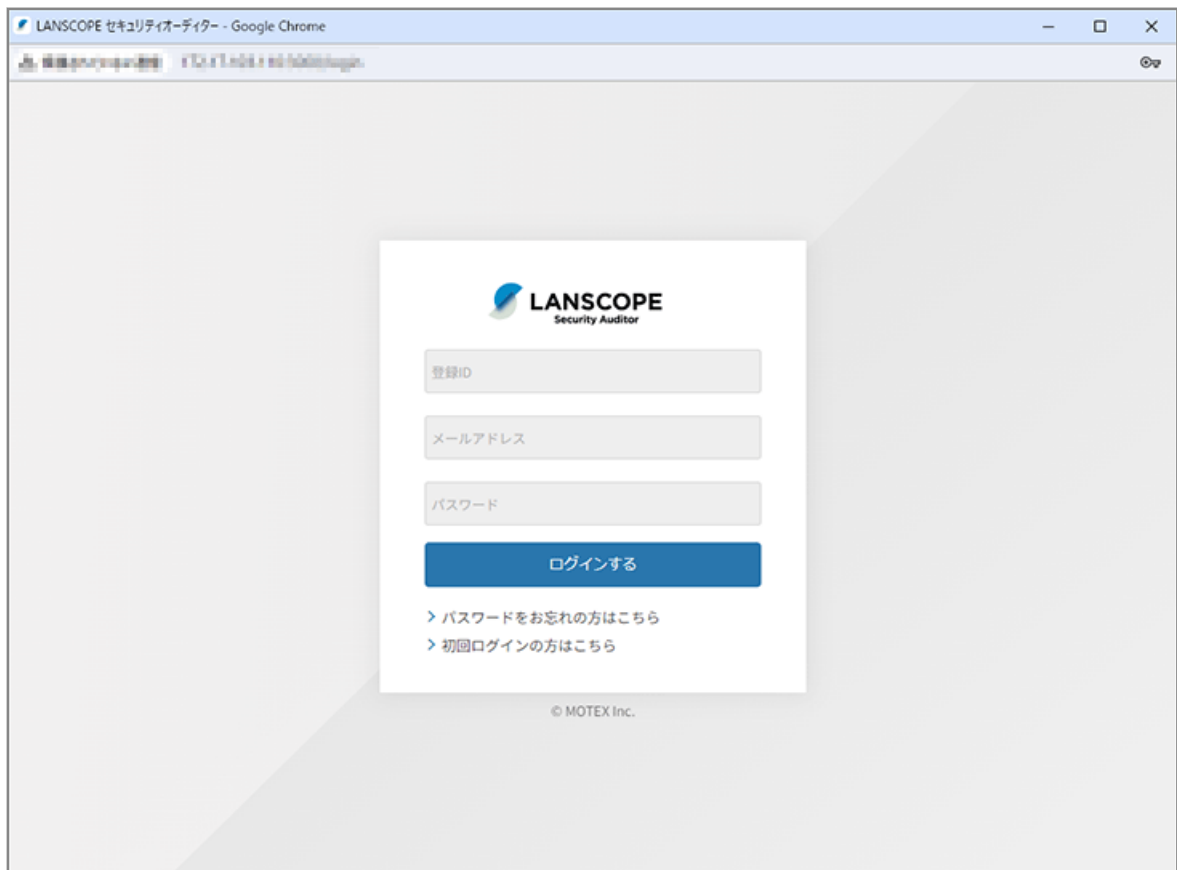 LANSCOPE セキュリティオーディター - Google Chrome
LANSCOPE
Security Auditor
登録ID
メールアドレス
パスワード
ログインする
パスワードをお忘れの方はこちら
初回ログインの方はこちら
© MOTEX Inc.